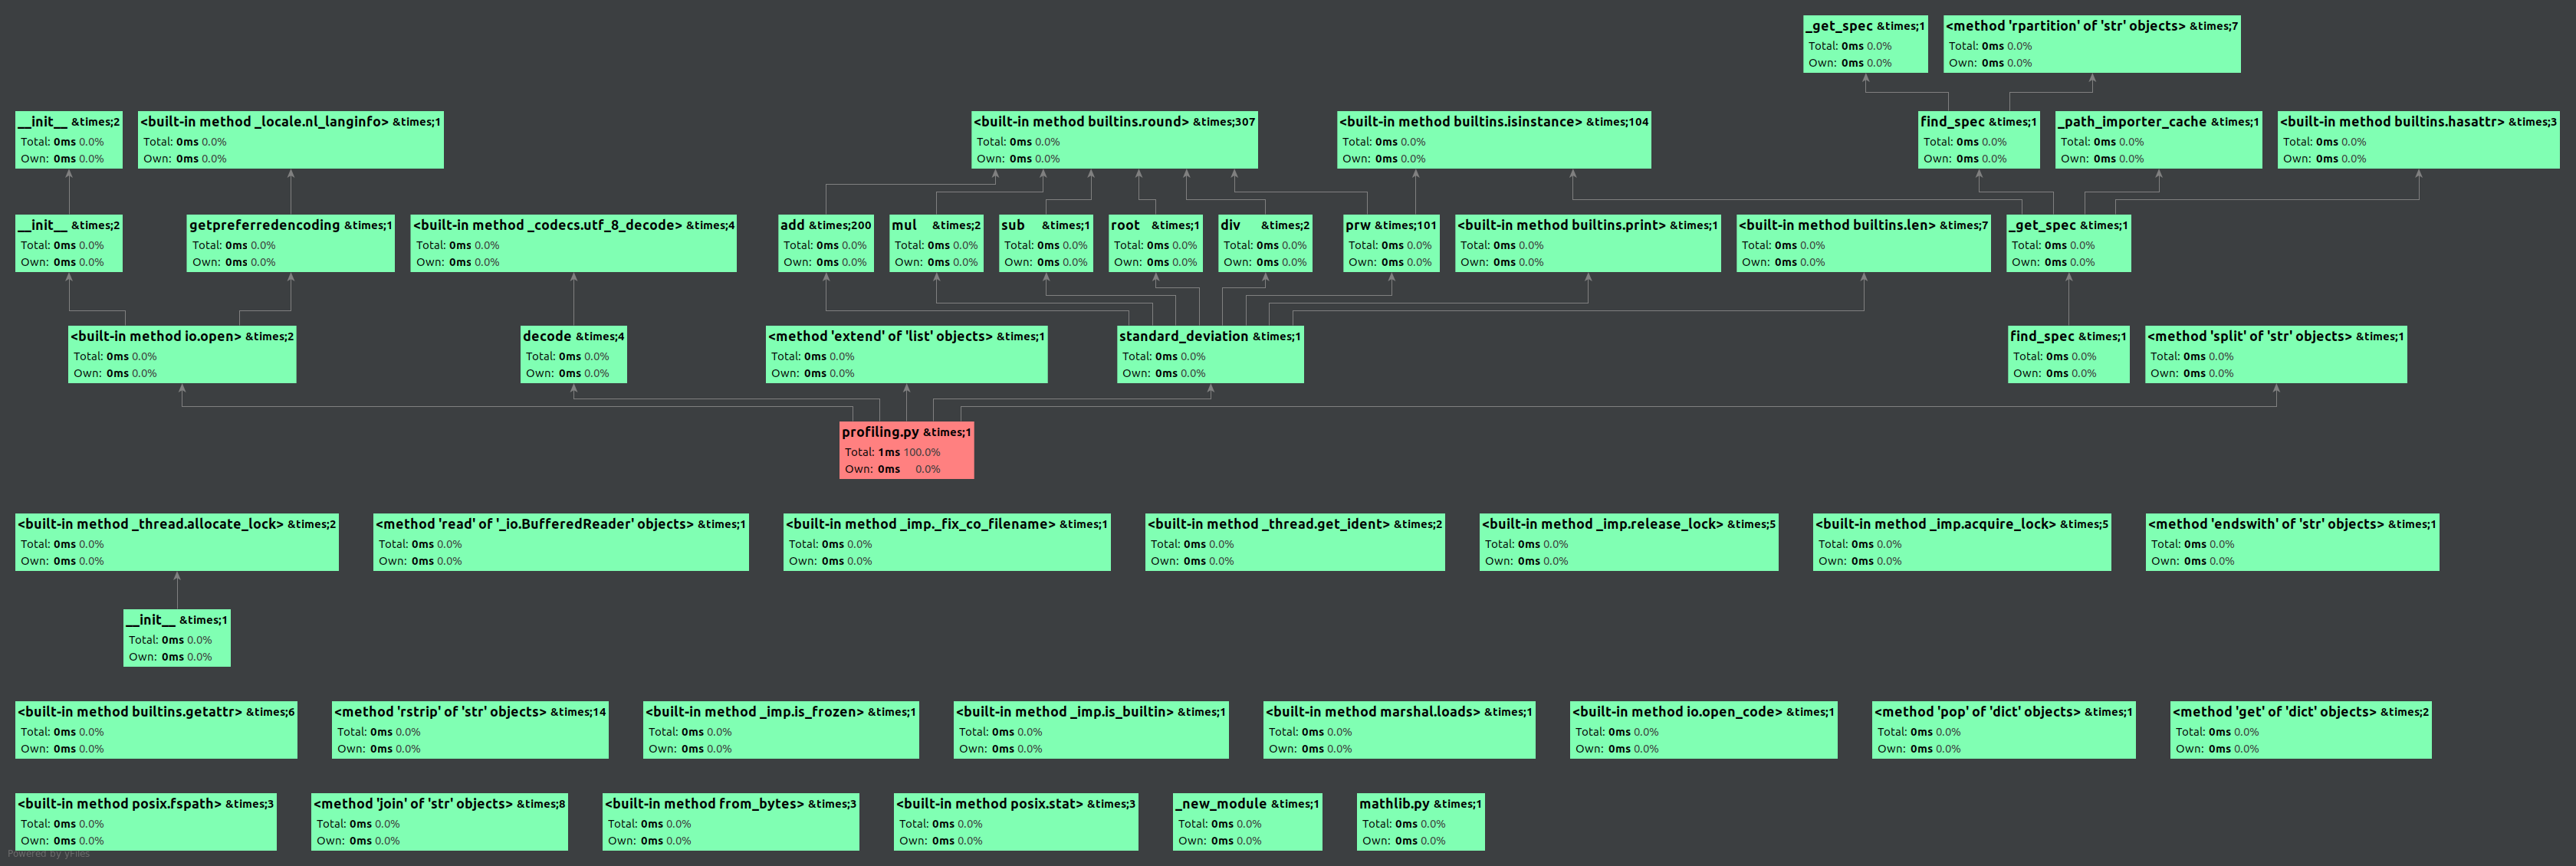 _get_spec &times;1
Total: 0ms 0.0%
Own: 0ms 0.0%
<method 'rpartition' of 'str' objects> &times;7
Total: 0ms 0.0%
Own: 0ms 0.0%
__init__ &times;2
Total: 0ms 0.0%
Own: 0ms 0.0%
<built-in method _locale.nl_langinfo> &times;1
Total: 0ms 0.0%
Own: 0ms 0.0%
<built-in method builtins.round> &times;307
Total: 0ms 0.0%
Own: 0ms 0.0%
<built-in method builtins.isinstance> &times;104
Total: 0ms 0.0%
Own: 0ms 0.0%
find_spec &times;1
Total: 0ms 0.0%
Own: 0ms 0.0%
_path_importer_cache &times;1
Total: 0ms 0.0%
Own: 0ms 0.0%
<built-in method builtins.hasattr> &times;3
Total: 0ms 0.0%
Own: 0ms 0.0%
__init__ &times;2
Total: 0ms 0.0%
Own: 0ms 0.0%
getpreferredencoding &times;1
Total: 0ms 0.0%
Own: 0ms 0.0%
<built-in method _codecs.utf_8_decode> &times;4
Total: 0ms 0.0%
Own: 0ms 0.0%
add &times;200
Total: 0ms 0.0%
Own: 0ms 0.0%
mul &times;2
Total: 0ms 0.0%
Own: 0ms 0.0%
sub &times;1
Total: 0ms 0.0%
Own: 0ms 0.0%
root &times;1
Total: 0ms 0.0%
Own: 0ms 0.0%
div &times;2
Total: 0ms 0.0%
Own: 0ms 0.0%
prw &times;101
Total: 0ms 0.0%
Own: 0ms 0.0%
<built-in method builtins.print> &times;1
Total: 0ms 0.0%
Own: 0ms 0.0%
<built-in method builtins.len> &times;7
Total: 0ms 0.0%
Own: 0ms 0.0%
_get_spec &times;1
Total: 0ms 0.0%
Own: 0ms 0.0%
<built-in method io.open> &times;2
Total: 0ms 0.0%
Own: 0ms 0.0%
decode &times;4
Total: 0ms 0.0%
Own: 0ms 0.0%
<method 'extend' of 'list' objects> &times;1
Total: 0ms 0.0%
Own: 0ms 0.0%
standard_deviation &times;1
Total: 0ms 0.0%
Own: 0ms 0.0%
find_spec &times;1
Total: 0ms 0.0%
Own: 0ms 0.0%
<method 'split' of 'str' objects> &times;1
Total: 0ms 0.0%
Own: 0ms 0.0%
profiling.py &times;1
Total: 1ms 100.0%
Own: 0ms 0.0%
<built-in method _thread.allocate_lock> &times;2
Total: 0ms 0.0%
Own: 0ms 0.0%
<method 'read' of '_io.BufferedReader' objects> &times;1
Total: 0ms 0.0%
Own: 0ms 0.0%
<built-in method _imp._fix_co_filename> &times;1
Total: 0ms 0.0%
Own: 0ms 0.0%
<built-in method _thread.get_ident> &times;2
Total: 0ms 0.0%
Own: 0ms 0.0%
<built-in method _imp.release_lock> &times;5
Total: 0ms 0.0%
Own: 0ms 0.0%
<built-in method _imp.acquire_lock> &times;5
Total: 0ms 0.0%
Own: 0ms 0.0%
<method 'endswith' of 'str' objects> &times;1
Total: 0ms 0.0%
Own: 0ms 0.0%
__init__ &times;1
Total: 0ms 0.0%
Own: 0ms 0.0%
<built-in method builtins.getattr> &times;6
Total: 0ms 0.0%
Own: 0ms 0.0%
<method 'rstrip' of 'str' objects> &times;14
Total: 0ms 0.0%
Own: 0ms 0.0%
<built-in method _imp.is_frozen> &times;1
Total: 0ms 0.0%
Own: 0ms 0.0%
<built-in method _imp.is_builtin> &times;1
Total: 0ms 0.0%
Own: 0ms 0.0%
<built-in method marshal.loads> &times;1
Total: 0ms 0.0%
Own: 0ms 0.0%
<built-in method io.open_code> &times;1
Total: 0ms 0.0%
Own: 0ms 0.0%
<method 'pop' of 'dict' objects> &times;1
Total: 0ms 0.0%
Own: 0ms 0.0%
<method 'get' of 'dict' objects> &times;2
Total: 0ms 0.0%
Own: 0ms 0.0%
<built-in method posix.fspath> &times;3
Total: 0ms 0.0%
Own: 0ms 0.0%
<method 'join' of 'str' objects> &times;8
Total: 0ms 0.0%
Own: 0ms 0.0%
<built-in method from_bytes> &times;3
Total: 0ms 0.0%
Own: 0ms 0.0%
<built-in method posix.stat> &times;3
Total: 0ms 0.0%
Own: 0ms 0.0%
_new_module &times;1
Total: 0ms 0.0%
Own: 0ms 0.0%
mathlib.py &times;1
Total: 0ms 0.0%
Own: 0ms 0.0%
Powered by yFiles